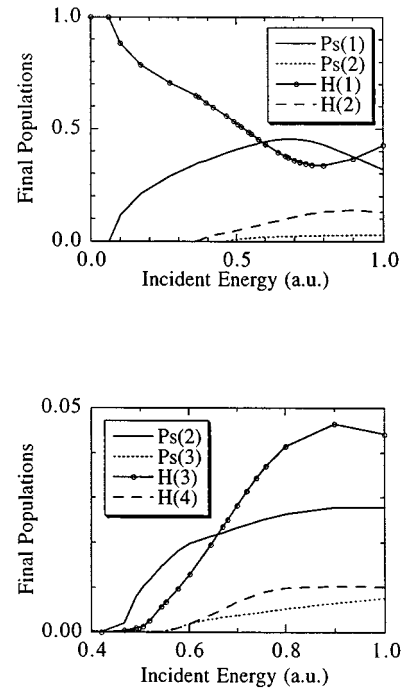 1.0
Ps(1)
Ps(2)
H(1)
H(2)
Final Populations
0.5
0.0
0.0 0.5 1.0
Incident Energy (a.u.)
0.05
Ps(2)
Ps(3)
H(3)
H(4)
Final Populations
0.00
0.4 0.6 0.8 1.0
Incident Energy (a.u.)